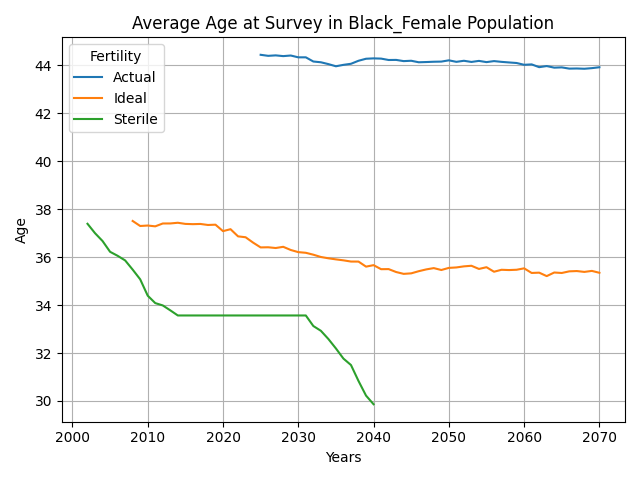 Average Age at Survey in Black_Female Population
Fertility
Actual
Ideal
Sterile
Age
44
42
40
38
36
34
32
30
2000
2010
2020
2030
2040
2050
2060
2070
Years